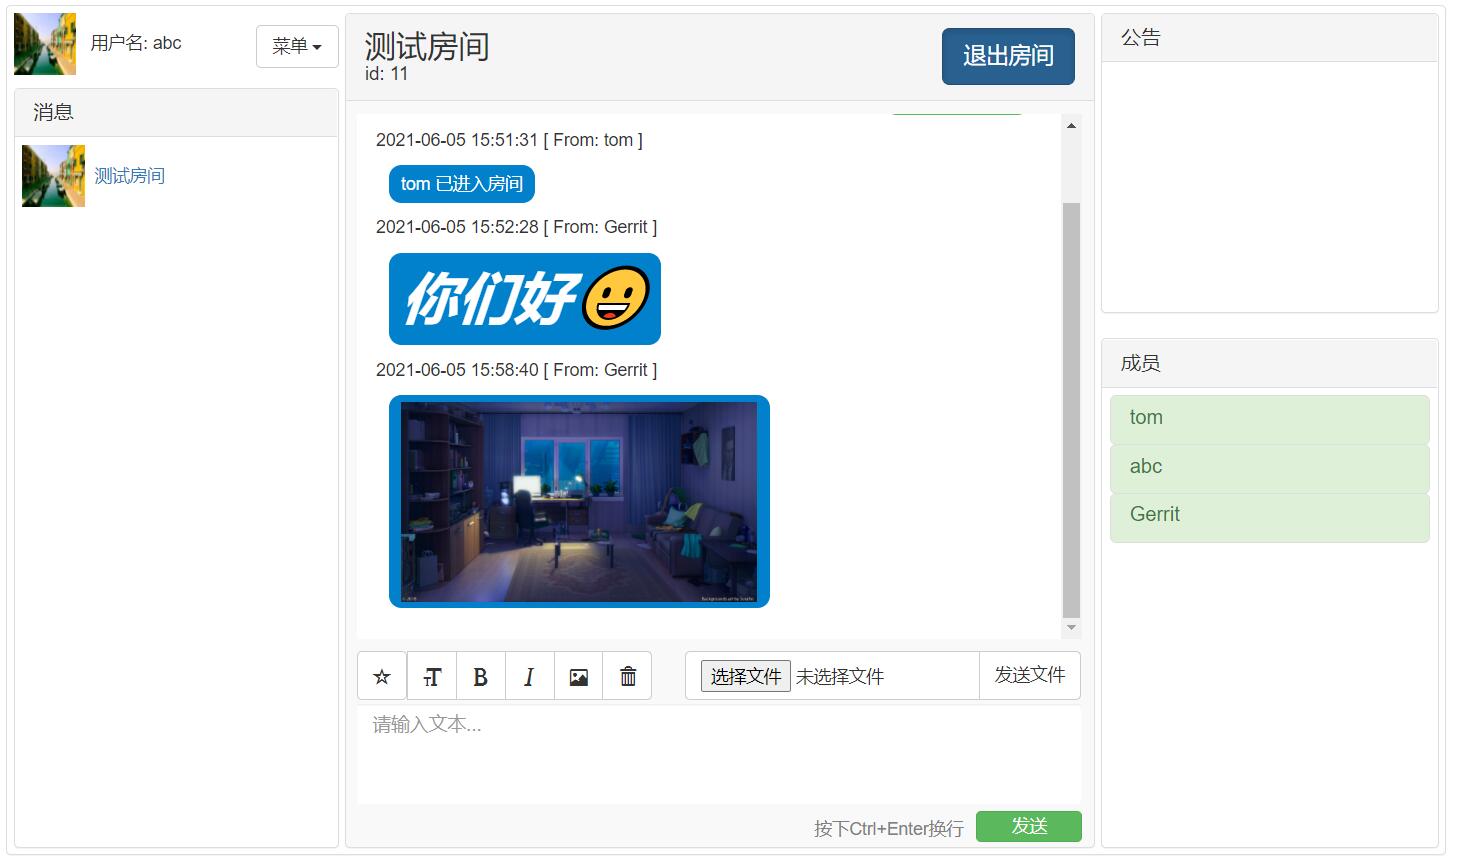 用户名: abc
菜单
消息
测试房间
测试房间
id: 11
退出房间
2021-06-05 15:51:31 [ From: tom ]
tom 已进入房间
2021-06-05 15:52:28 [ From: Gerrit ]
你们好😃
2021-06-05 15:58:40 [ From: Gerrit ]
T
B
I
选择文件 未选择文件
发送文件
请输入文本...
按下Ctrl+Enter换行
发送
公告
成员
tom
abc
Gerrit